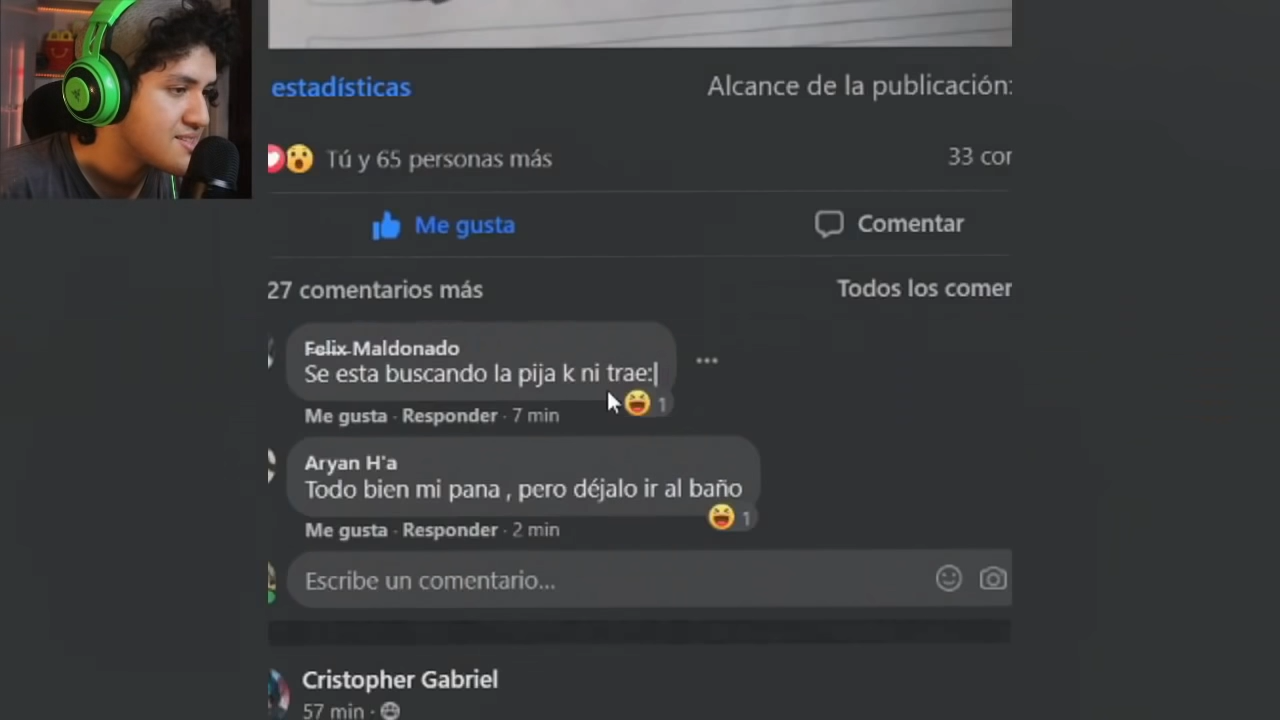 estadísticas
Alcance de la publicación:
Tú y 65 personas más
33 cor
Me gusta
Comentar
27 comentarios más
Todos los comer
Felix Maldonado
Se esta buscando la pija k ni trae:|
Me gusta · Responder · 7 min
1
Aryan H'a
Todo bien mi pana , pero déjalo ir al baño
1
Me gusta · Responder · 2 min
Escribe un comentario...
Cristopher Gabriel
57 min ·